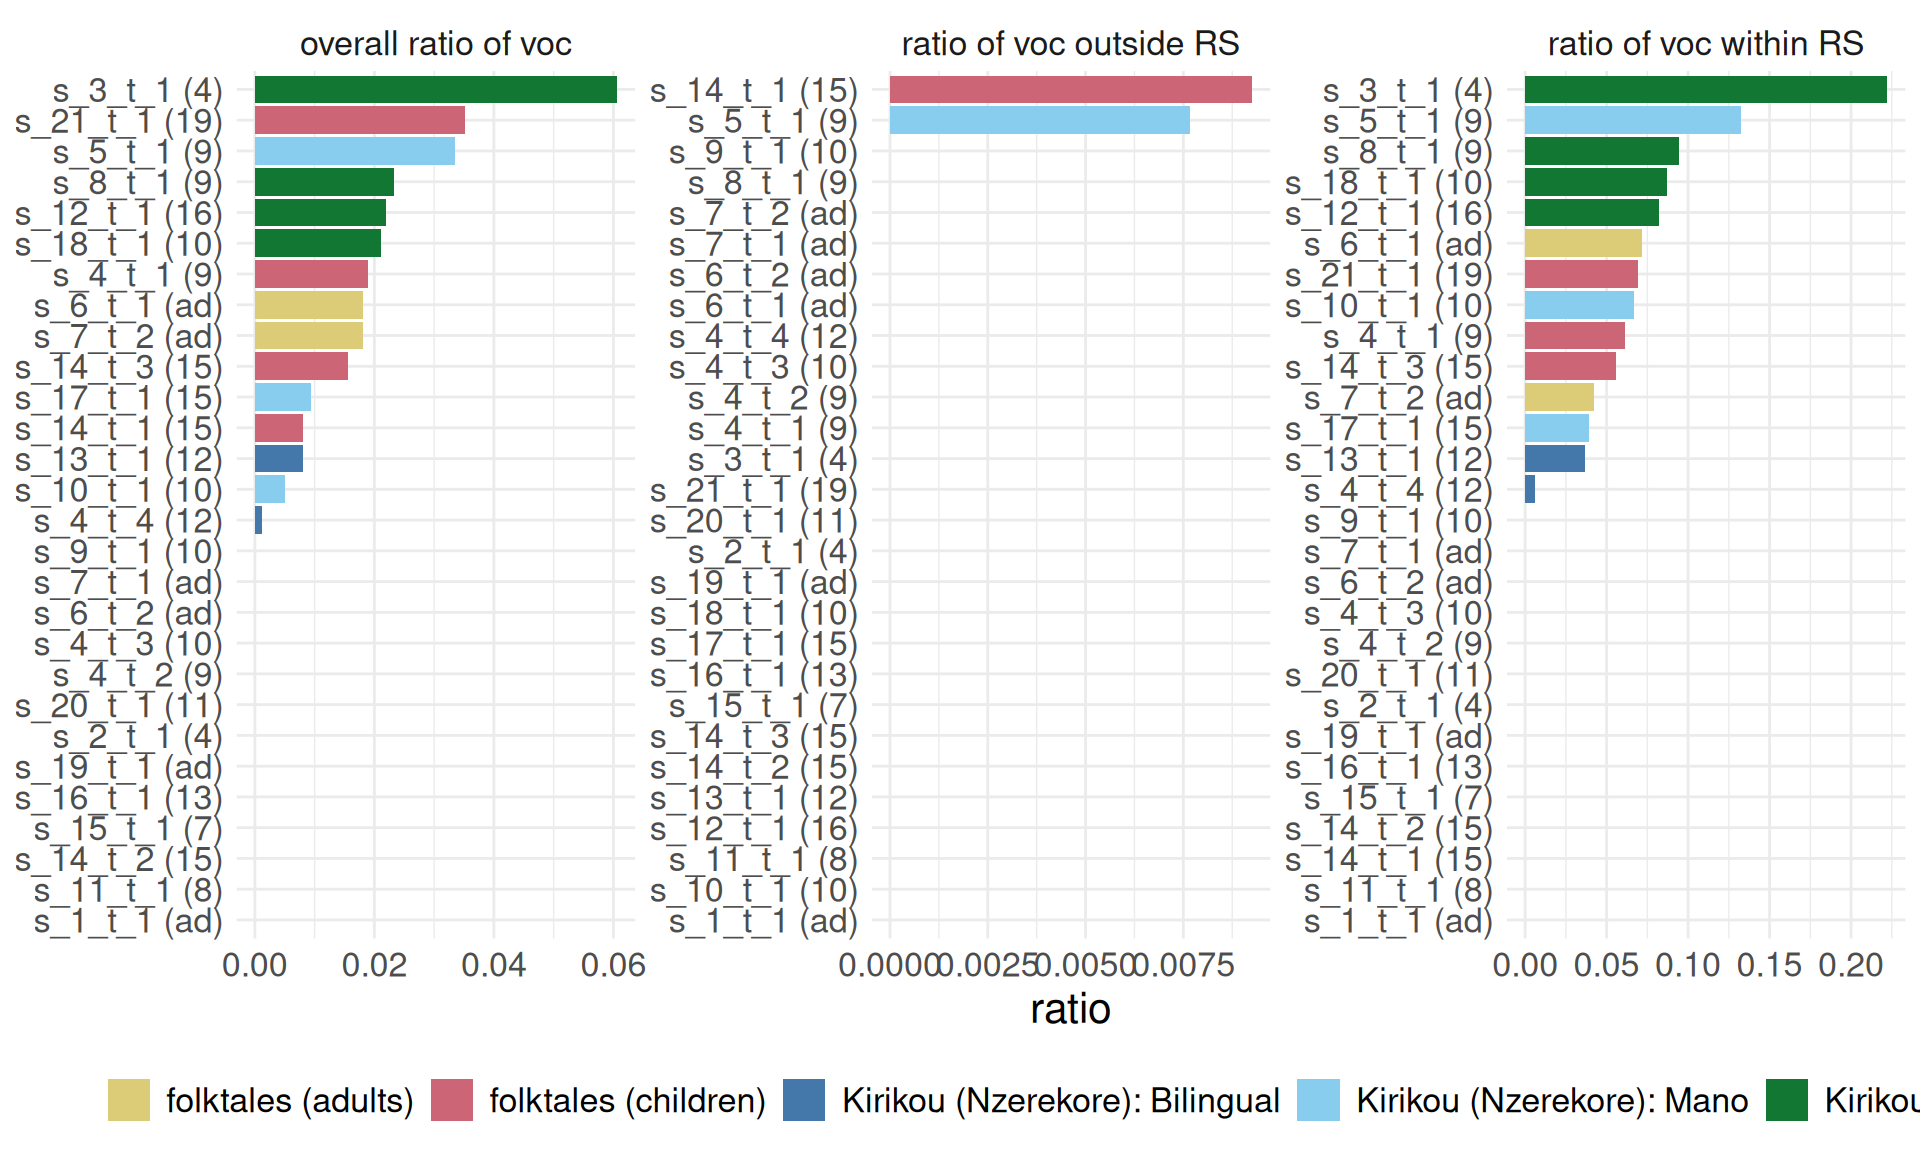 overall ratio of voc
s_3_t_1 (4)
s_21_t_1 (19)
s_5_t_1 (9)
s_8_t_1 (9)
s_12_t_1 (16)
s_18_t_1 (10)
s_4_t_1 (9)
s_6_t_1 (ad)
s_7_t_2 (ad)
s_14_t_3 (15)
s_17_t_1 (15)
s_14_t_1 (15)
s_13_t_1 (12)
s_10_t_1 (10)
s_4_t_4 (12)
s_9_t_1 (10)
s_7_t_1 (ad)
s_6_t_2 (ad)
s_4_t_3 (10)
s_4_t_2 (9)
s_20_t_1 (11)
s_2_t_1 (4)
s_19_t_1 (ad)
s_16_t_1 (13)
s_15_t_1 (7)
s_14_t_2 (15)
s_11_t_1 (8)
s_1_t_1 (ad)
0.00 0.02 0.04 0.06
ratio of voc outside RS
s_14_t_1 (15)
s_5_t_1 (9)
s_9_t_1 (10)
s_8_t_1 (9)
s_7_t_2 (ad)
s_7_t_1 (ad)
s_6_t_2 (ad)
s_6_t_1 (ad)
s_4_t_4 (12)
s_4_t_3 (10)
s_4_t_2 (9)
s_4_t_1 (9)
s_3_t_1 (4)
s_21_t_1 (19)
s_20_t_1 (11)
s_2_t_1 (4)
s_19_t_1 (ad)
s_18_t_1 (10)
s_17_t_1 (15)
s_16_t_1 (13)
s_15_t_1 (7)
s_14_t_3 (15)
s_14_t_2 (15)
s_13_t_1 (12)
s_12_t_1 (16)
s_11_t_1 (8)
s_10_t_1 (10)
s_1_t_1 (ad)
0.0000 0.0025 0.0050 0.0075
ratio of voc within RS
s_3_t_1 (4)
s_5_t_1 (9)
s_8_t_1 (9)
s_18_t_1 (10)
s_12_t_1 (16)
s_6_t_1 (ad)
s_21_t_1 (19)
s_10_t_1 (10)
s_4_t_1 (9)
s_14_t_3 (15)
s_7_t_2 (ad)
s_17_t_1 (15)
s_13_t_1 (12)
s_4_t_4 (12)
s_9_t_1 (10)
s_7_t_1 (ad)
s_6_t_2 (ad)
s_4_t_3 (10)
s_4_t_2 (9)
s_20_t_1 (11)
s_2_t_1 (4)
s_19_t_1 (ad)
s_16_t_1 (13)
s_15_t_1 (7)
s_14_t_2 (15)
s_14_t_1 (15)
s_11_t_1 (8)
s_1_t_1 (ad)
0.00 0.05 0.10 0.15 0.20
ratio
folktales (adults) folktales (children) Kirikou (Nzerekore): Bilingual Kirikou (Nzerekore): Mano